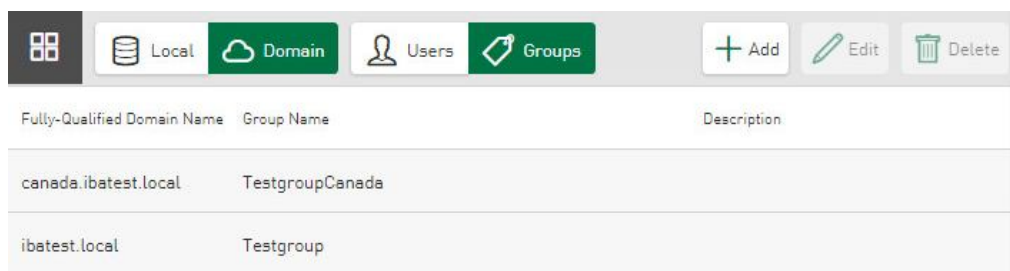 Local Domain Users Groups Add Edit Delete
Fully-Qualified Domain Name Group Name Description
canada.ibatest.local TestgroupCanada
ibatest.local Testgroup